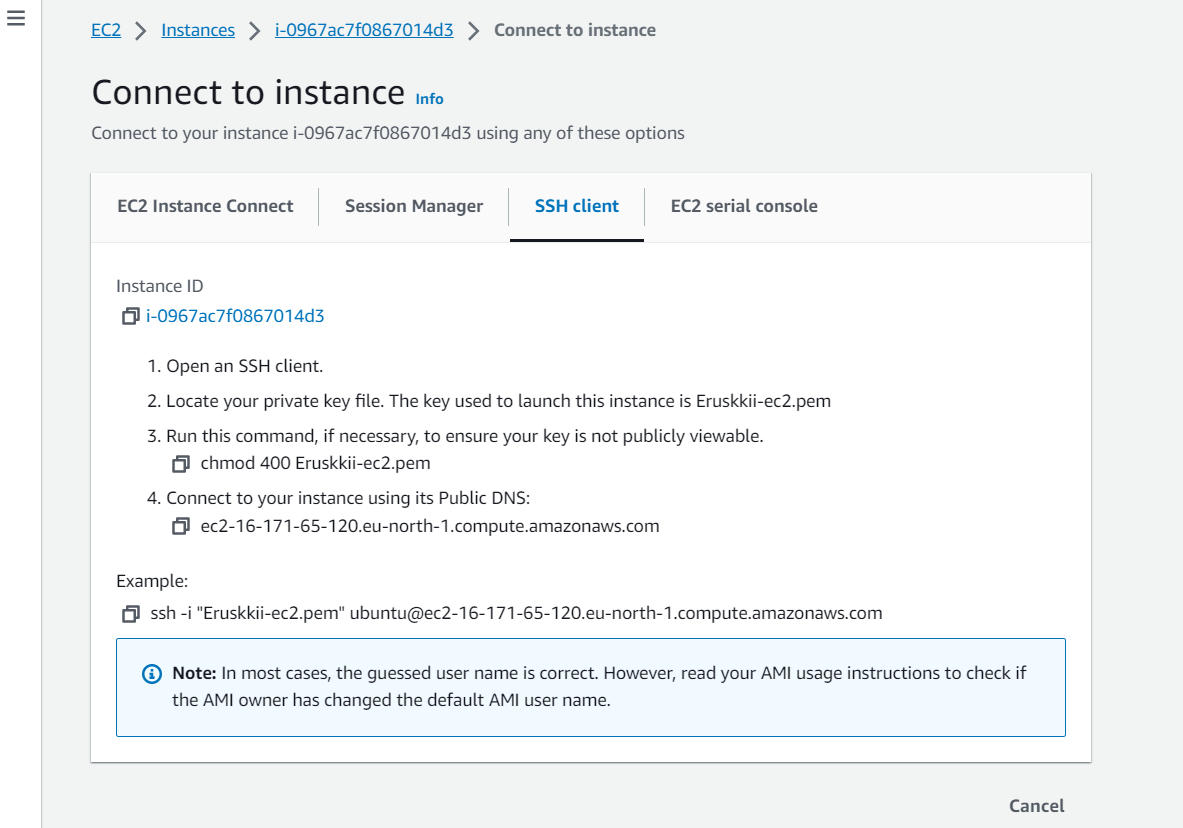 EC2 > Instances > i-0967ac7f0867014d3 > Connect to instance
Connect to instance Info
Connect to your instance i-0967ac7f0867014d3 using any of these options
EC2 Instance Connect Session Manager SSH client EC2 serial console
Instance ID
i-0967ac7f0867014d3
1. Open an SSH client.
2. Locate your private key file. The key used to launch this instance is Eruskkii-ec2.pem
3. Run this command, if necessary, to ensure your key is not publicly viewable.
chmod 400 Eruskkii-ec2.pem
4. Connect to your instance using its Public DNS:
ec2-16-171-65-120.eu-north-1.compute.amazonaws.com
Example:
ssh -i "Eruskkii-ec2.pem" ubuntu@ec2-16-171-65-120.eu-north-1.compute.amazonaws.com
Note: In most cases, the guessed user name is correct. However, read your AMI usage instructions to check if
the AMI owner has changed the default AMI user name.
Cancel